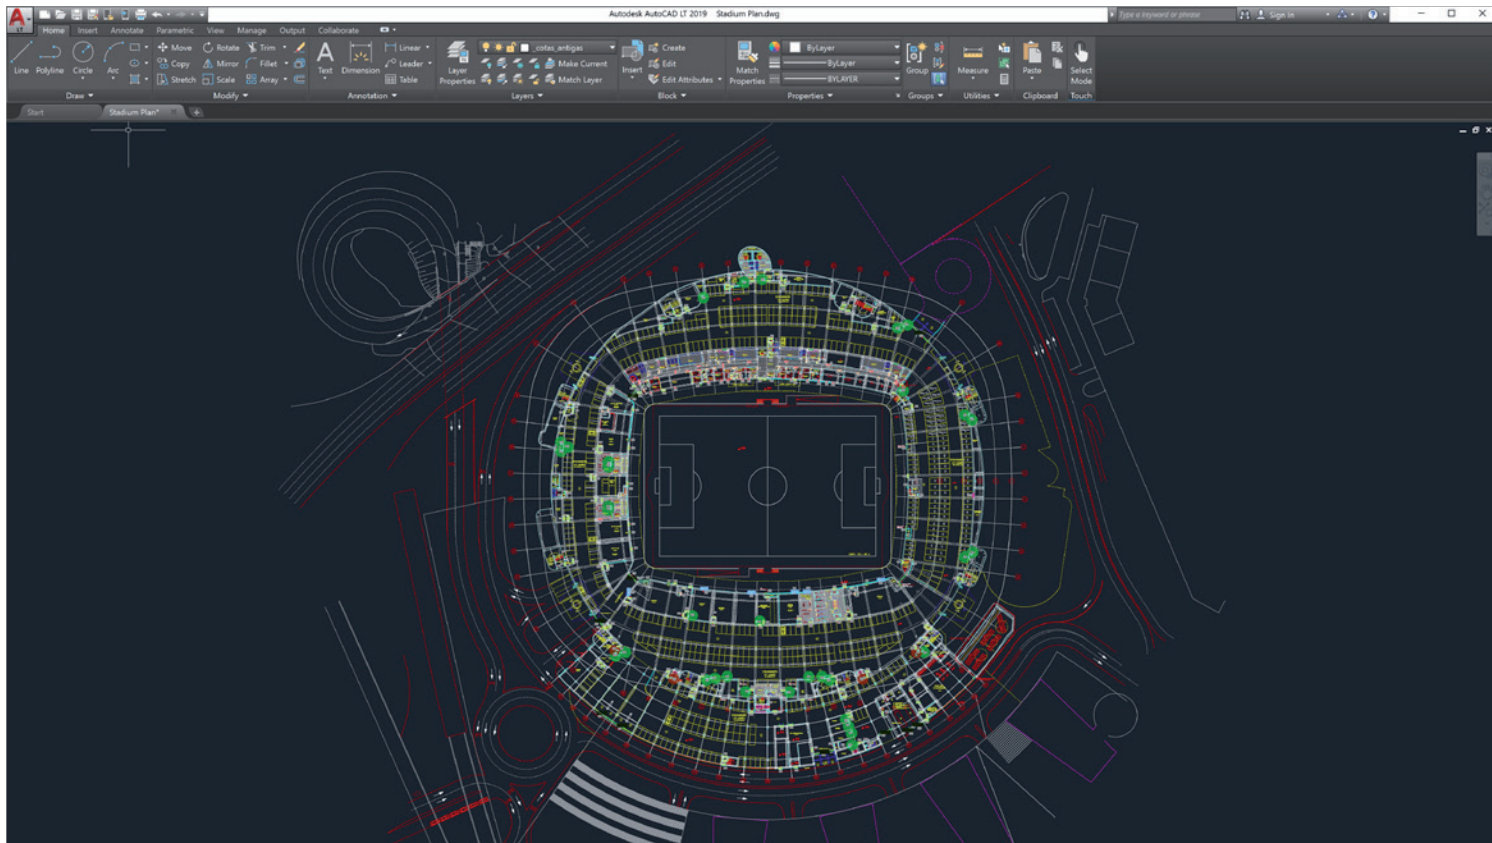 Autodesk AutoCAD LT 2019 Stadium Plan.dwg
Type a keyword or phrase
Sign In
LT
Home Insert Annotate Parametric View Manage Output Collaborate
Line Polyline Circle Arc
Move Rotate Trim
Copy Mirror Fillet
Stretch Scale Array
Text Dimension
Linear
Leader
Table
Layer Properties
_cotas_antigas
Make Current
Match Layer
Insert
Create
Edit
Edit Attributes
Match Properties
ByLayer
ByLayer
BYLAYER
Group
Measure
Paste
Select Mode
Draw Modify Annotation Layers Block Properties Groups Utilities Clipboard Touch
Start Stadium Plan*